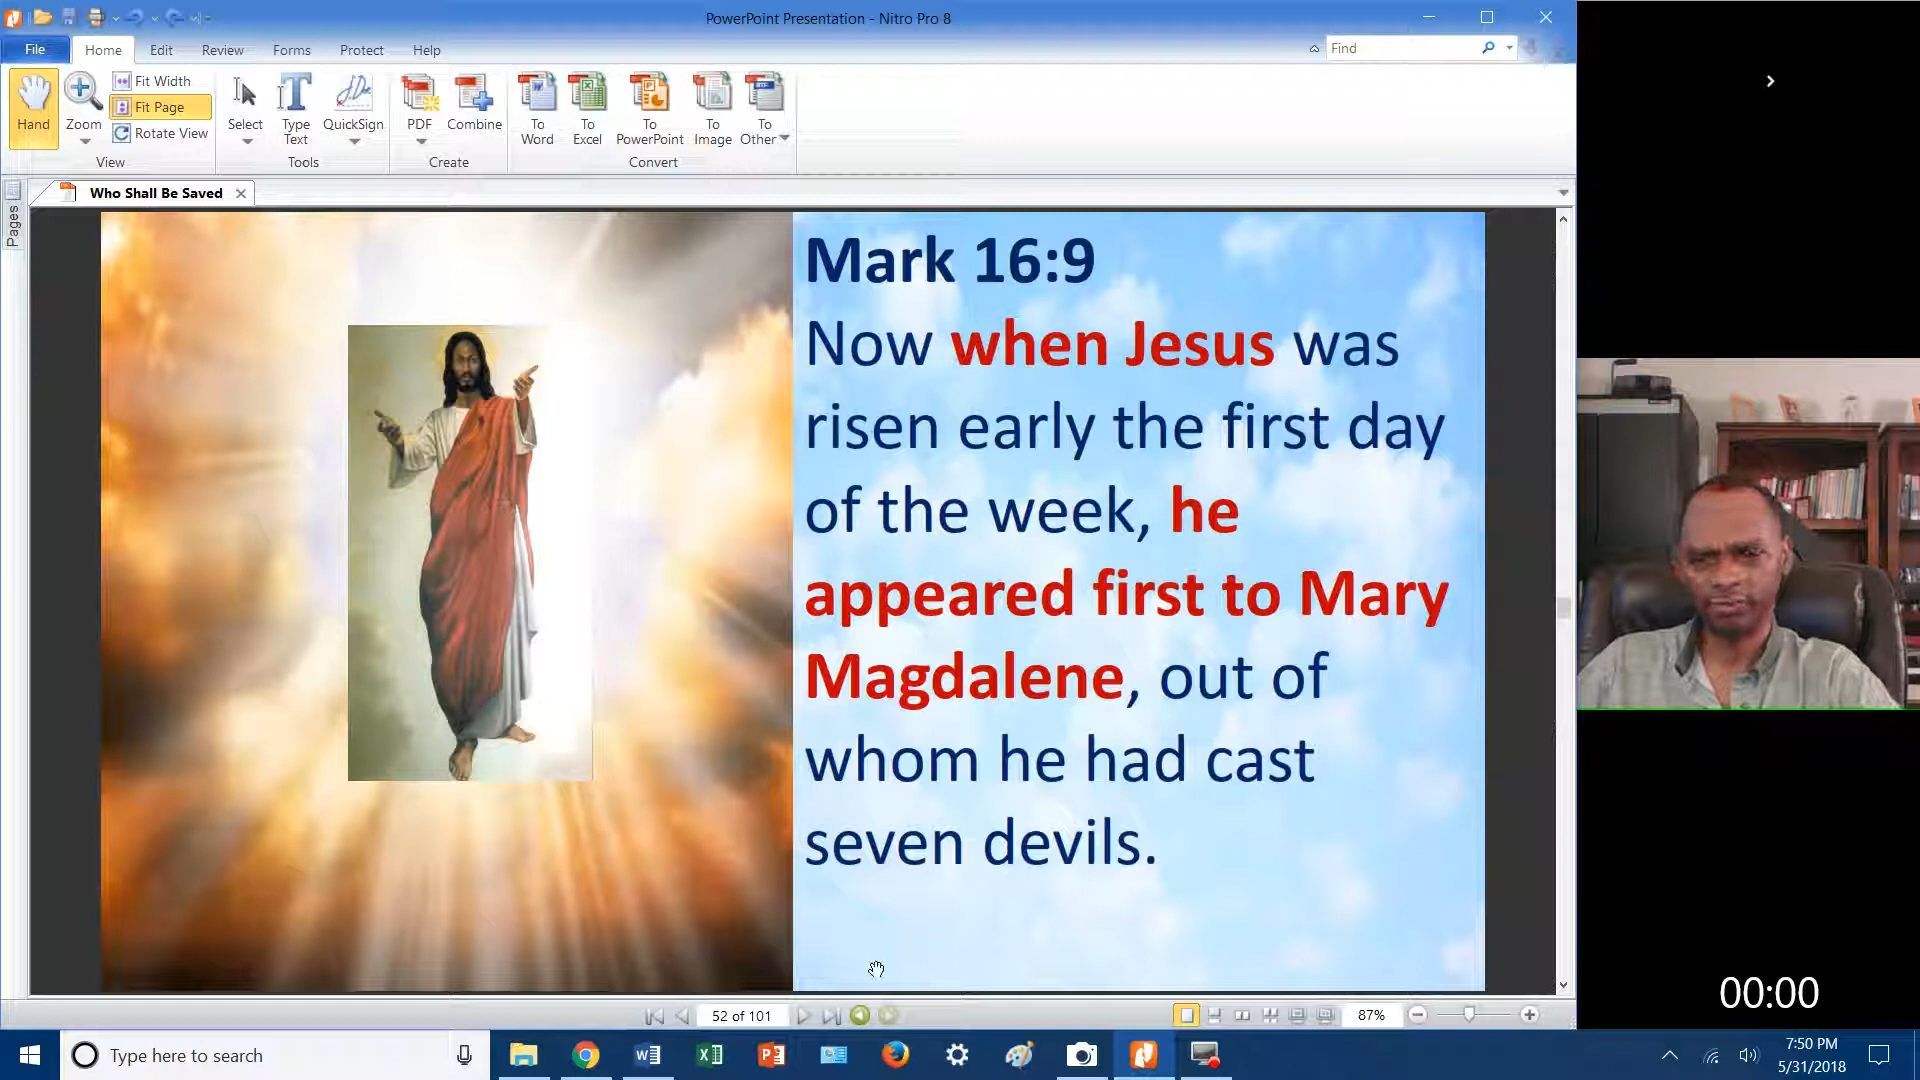 PowerPoint Presentation - Nitro Pro 8
File Home Edit Review Forms Protect Help
Find
Hand
Zoom
Fit Width
Fit Page
Rotate View
View
Select
Type Text
QuickSign
Tools
PDF
Combine
Create
To Word
To Excel
To PowerPoint
To Image
To Other
Convert
Pages
Who Shall Be Saved
Mark 16:9
Now when Jesus was
risen early the first day
of the week, he
appeared first to Mary
Magdalene, out of
whom he had cast
seven devils.
00:00
52 of 101
87%
Type here to search
7:50 PM
5/31/2018